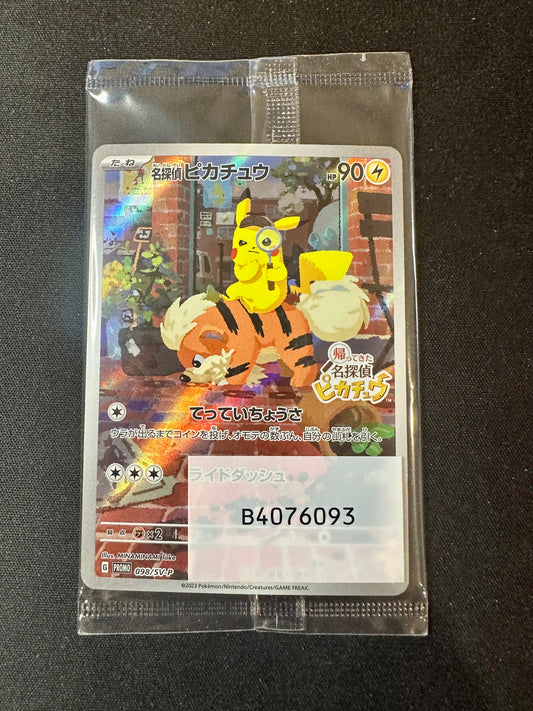 たね
名探偵ピカチュウ HP 90
帰ってきた
名探偵
ピカチュウ
てっていちょうさ
ウラが出るまでコインを投げ、オモテの数ぶん、自分の山札を引く。
ライドダッシュ
B4076093
弱点 ×2
Illus. MINAMINAMI Take
G PROMO 098/SV-P
©2023 Pokémon/Nintendo/Creatures/GAME FREAK.